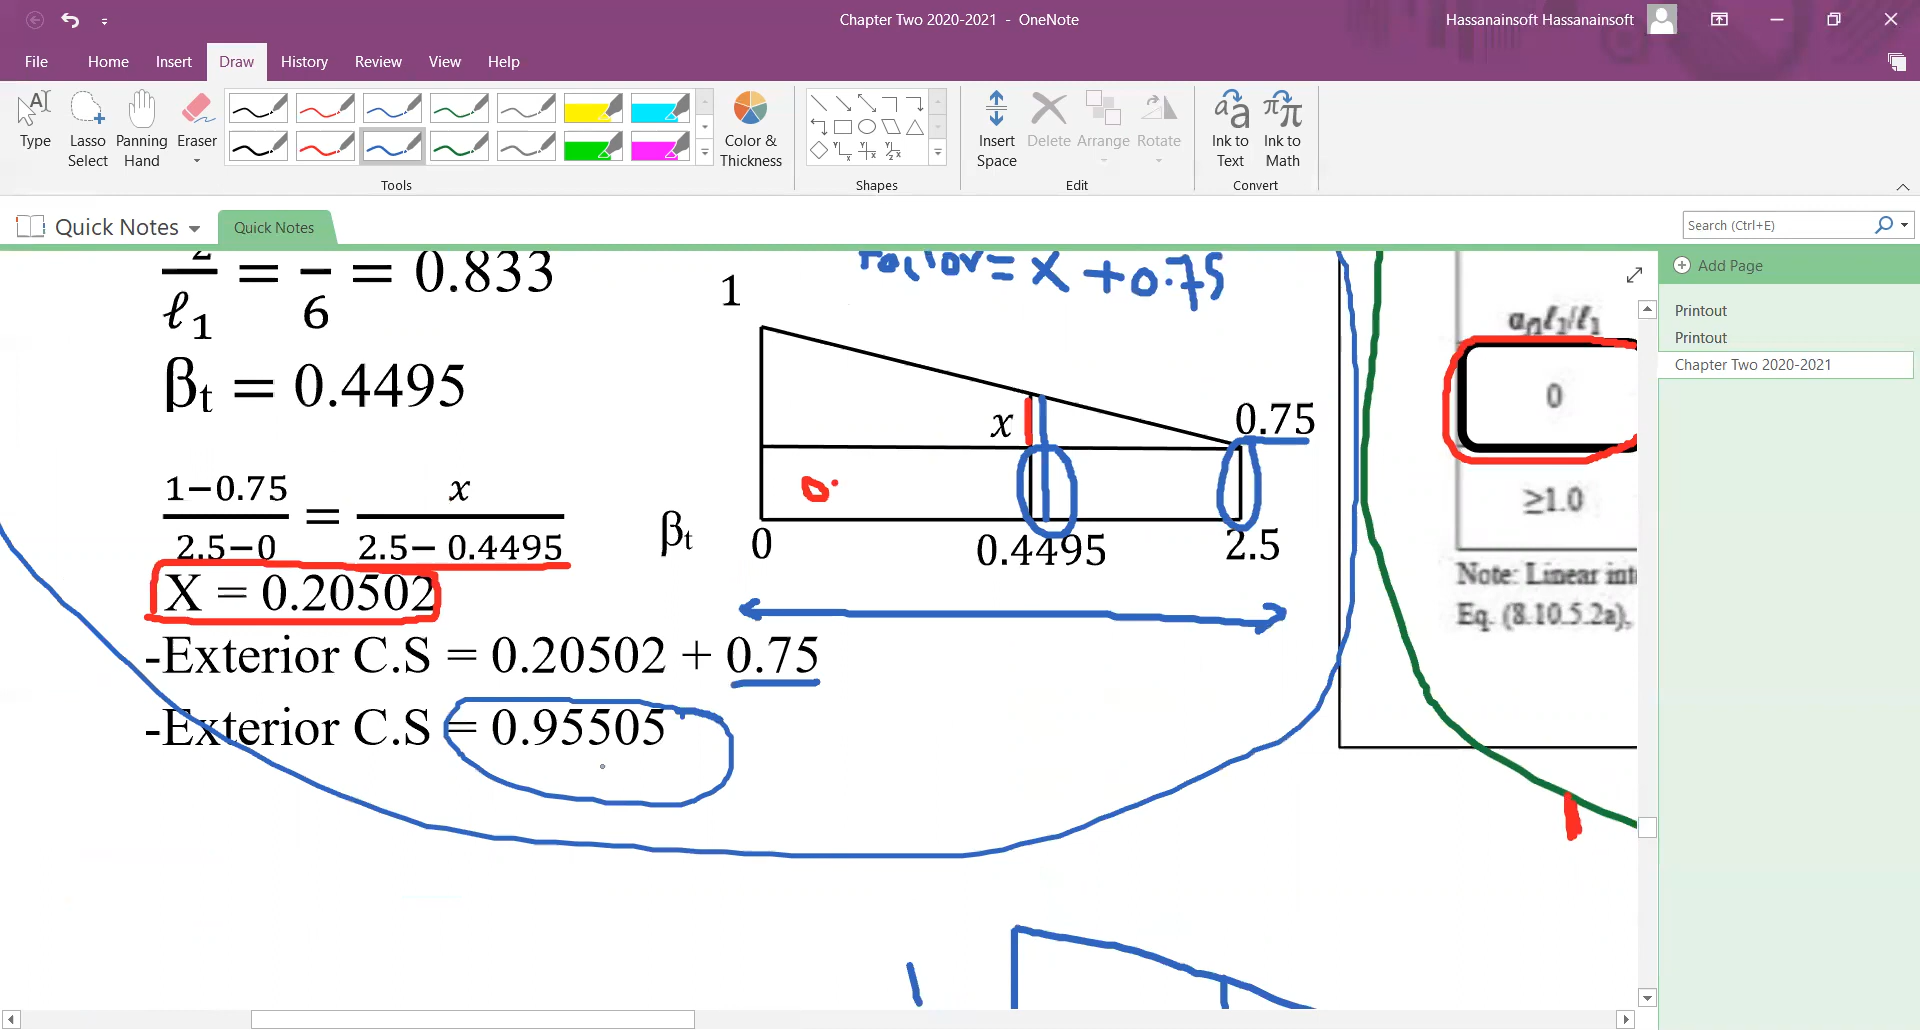 Chapter Two 2020-2021 - OneNote
Hassanainsoft Hassanainsoft
File Home Insert Draw History Review View Help
Type
Lasso Select
Panning Hand
Eraser
Color & Thickness
Insert Space
Delete
Arrange
Rotate
Ink to Text
Ink to Math
Tools
Shapes
Edit
Convert
Quick Notes
Quick Notes
Search (Ctrl+E)
Add Page
Printout
Printout
Chapter Two 2020-2021
ℓ1 = 6 = 0.833
βt = 0.4495
1−0.75 / 2.5−0 = x / 2.5− 0.4495
X = 0.20502
-Exterior C.S = 0.20502 + 0.75
-Exterior C.S = 0.95505
= X + 0.75
1
x
0.75
0.
βt
0
0.4495
2.5
αf1ℓ2/ℓ1
0
≥1.0
Note: Linear
Eq. (8.10.5.2a),